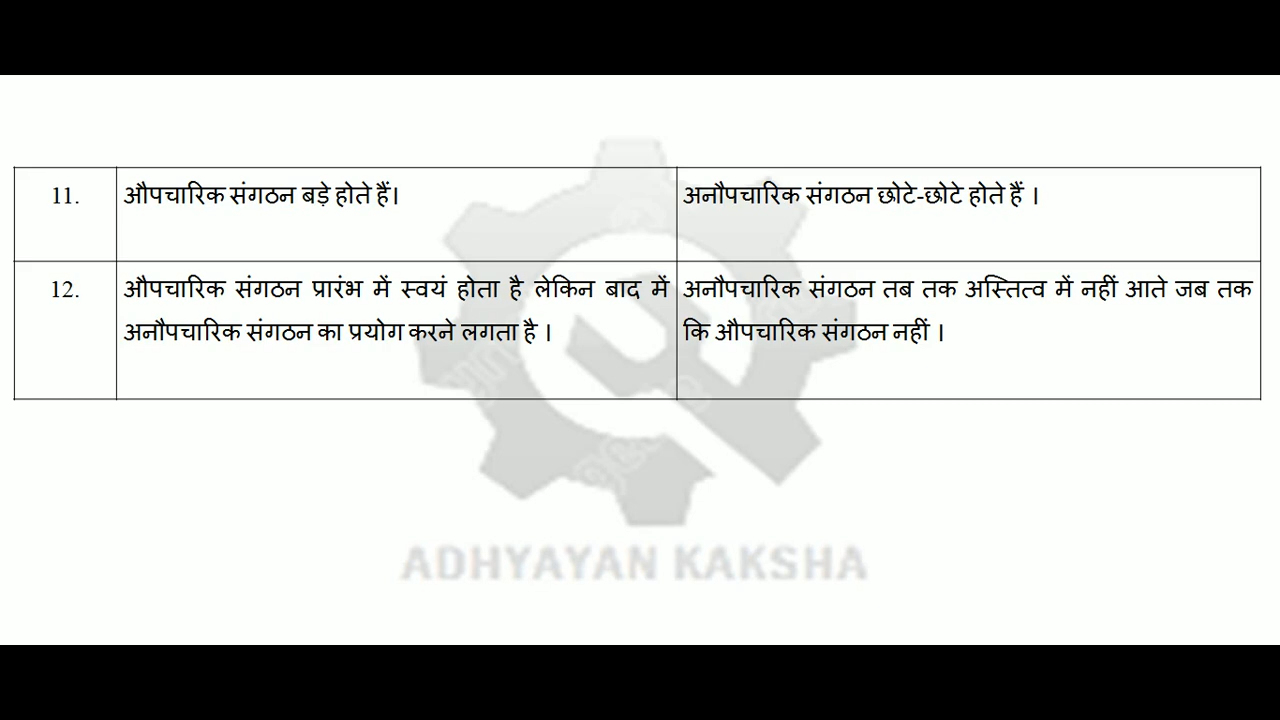 11. औपचारिक संगठन बड़े होते हैं। अनौपचारिक संगठन छोटे-छोटे होते हैं ।
12. औपचारिक संगठन प्रारंभ में स्वयं होता है लेकिन बाद में
अनौपचारिक संगठन का प्रयोग करने लगता है ।
अनौपचारिक संगठन तब तक अस्तित्व में नहीं आते जब तक
कि औपचारिक संगठन नहीं ।
ADHYAYAN KAKSHA